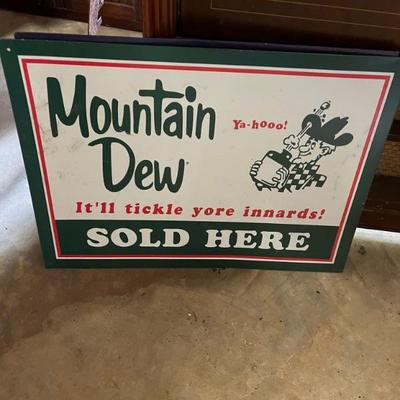 Mountain
Dew
Ya-hooo!
It'll tickle yore innards!
SOLD HERE